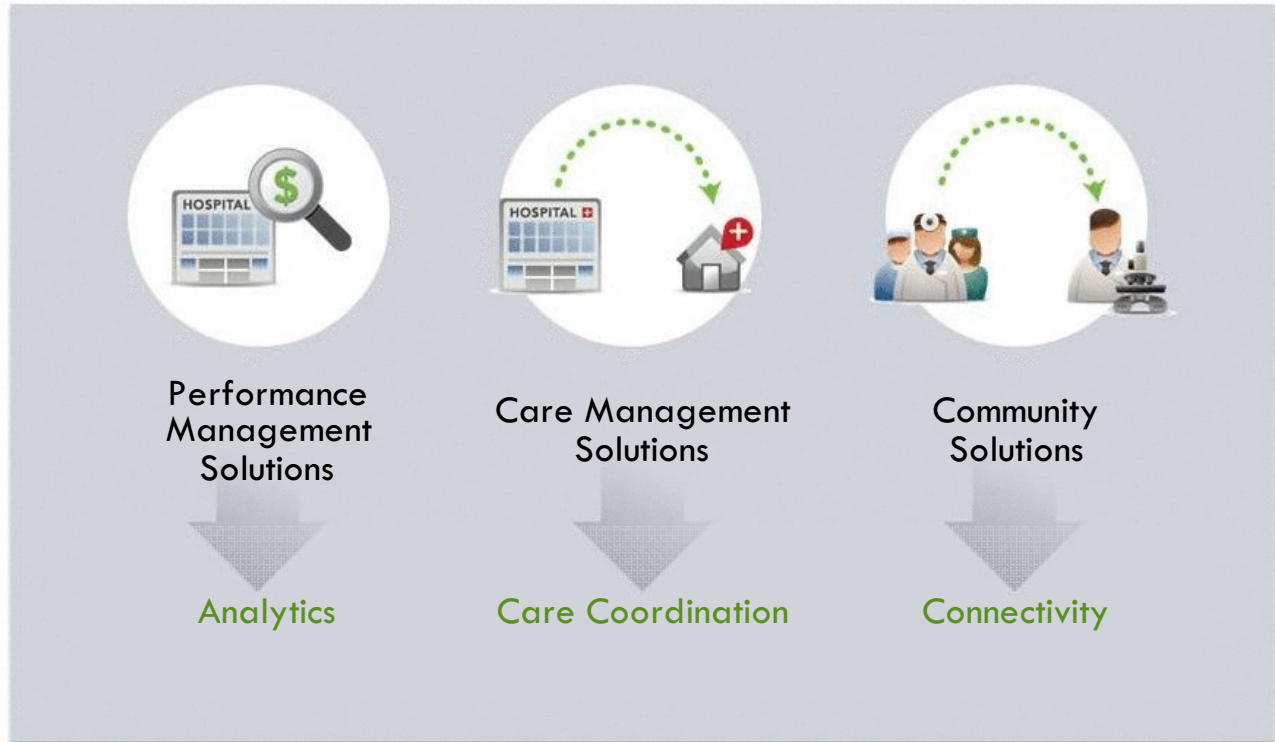 HOSPITAL
$
HOSPITAL
Performance
Management
Solutions
Care Management
Solutions
Community
Solutions
Analytics
Care Coordination
Connectivity